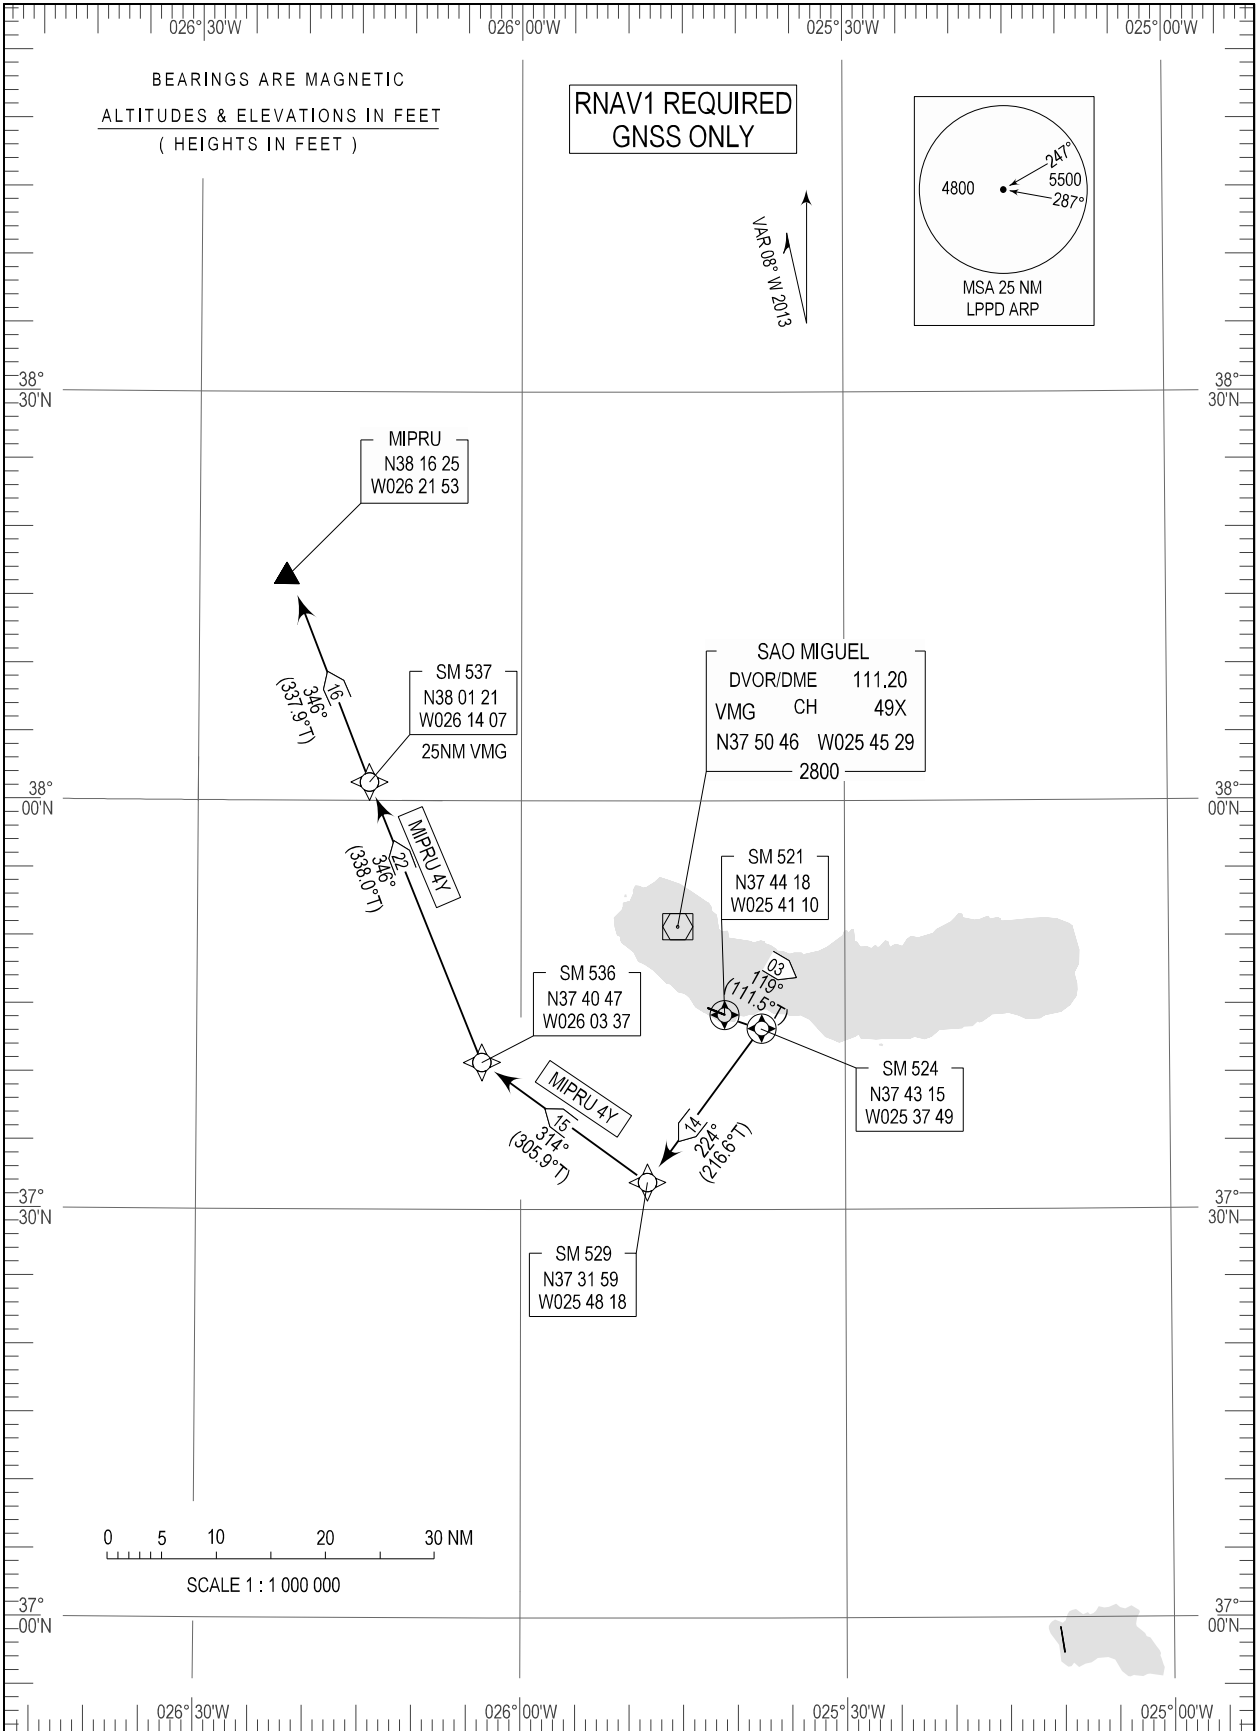 026°30'W
026°00'W
025°30'W
025°00'W
BEARINGS ARE MAGNETIC
ALTITUDES & ELEVATIONS IN FEET
( HEIGHTS IN FEET )
RNAV1 REQUIRED
GNSS ONLY
VAR 08° W 2013
247°
4800
5500
287°
MSA 25 NM
LPPD ARP
38°
30'N
38°
30'N
MIPRU
N38 16 25
W026 21 53
16
346°
(337.9°T)
SM 537
N38 01 21
W026 14 07
25NM VMG
SAO MIGUEL
DVOR/DME 111.20
VMG CH 49X
N37 50 46 W025 45 29
2800
38°
00'N
38°
00'N
MIPRU 4Y
22
346°
(338.0°T)
SM 521
N37 44 18
W025 41 10
03
119°
(111.5°T)
SM 536
N37 40 47
W026 03 37
SM 524
N37 43 15
W025 37 49
MIPRU 4Y
15
314°
(305.9°T)
14
224°
(216.6°T)
37°
30'N
37°
30'N
SM 529
N37 31 59
W025 48 18
0 5 10 20 30 NM
SCALE 1 : 1 000 000
37°
00'N
37°
00'N
026°30'W
026°00'W
025°30'W
025°00'W